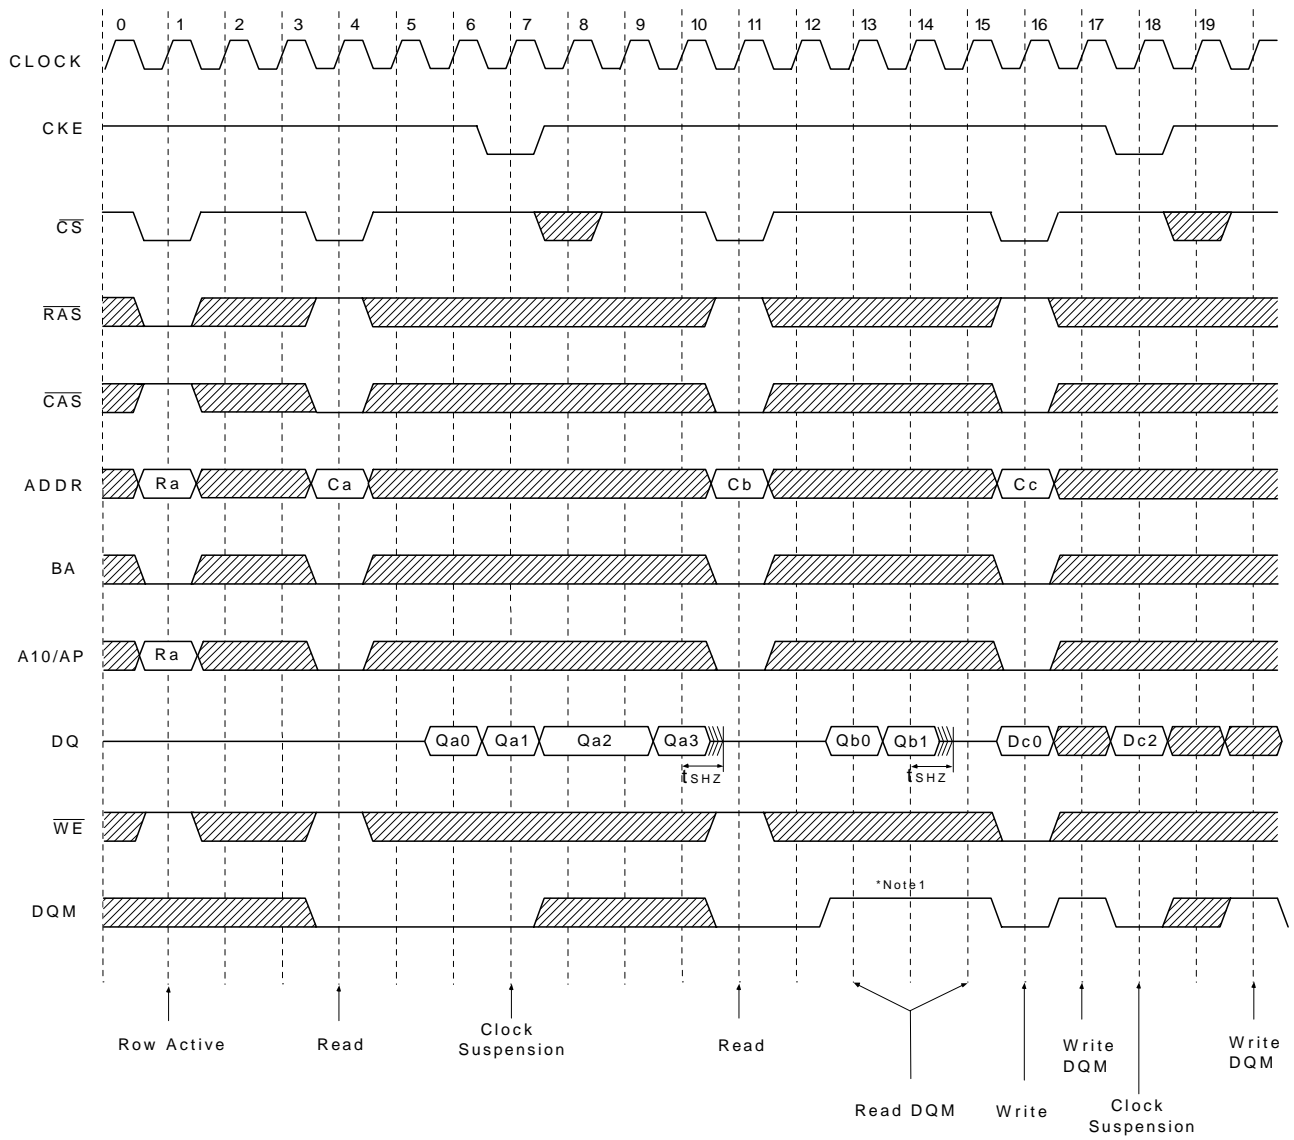 0 1 2 3 4 5 6 7 8 9 10 11 12 13 14 15 16 17 18 19
CLOCK
CKE
CS
RAS
CAS
ADDR Ra Ca Cb Cc
BA
A10/AP Ra
DQ Qa0 Qa1 Qa2 Qa3 Qb0 Qb1 Dc0 Dc2
tSHZ tSHZ
WE
*Note1
DQM
Row Active
Read
Clock
Suspension
Read
Read DQM
Write
Write
DQM
Clock
Suspension
Write
DQM